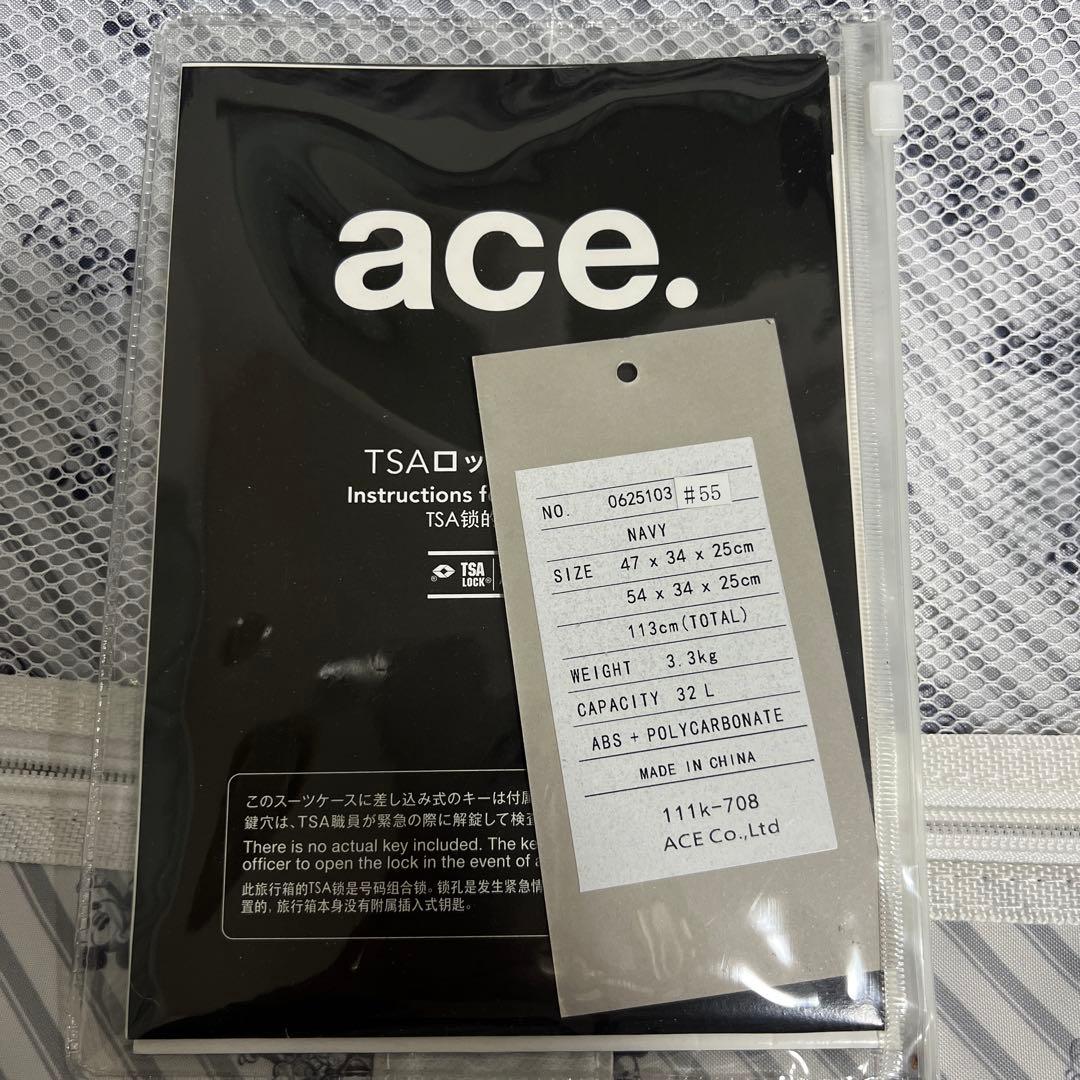 ace.
TSAロッ
Instructions f
TSA锁的
TSA
LOCK®
このスーツケースに差し込み式のキーは付属
鍵穴は、TSA職員が緊急の際に解錠して検査
There is no actual key included. The ke
officer to open the lock in the event of a
此旅行箱的TSA锁是号码组合锁。锁孔是发生紧急情
置的,旅行箱本身没有附属插入式钥匙。
NO. 0625103 #55
NAVY
SIZE 47 x 34 x 25cm
54 x 34 x 25cm
113cm(TOTAL)
WEIGHT 3.3kg
CAPACITY 32 L
ABS + POLYCARBONATE
MADE IN CHINA
111k-708
ACE Co.,Ltd